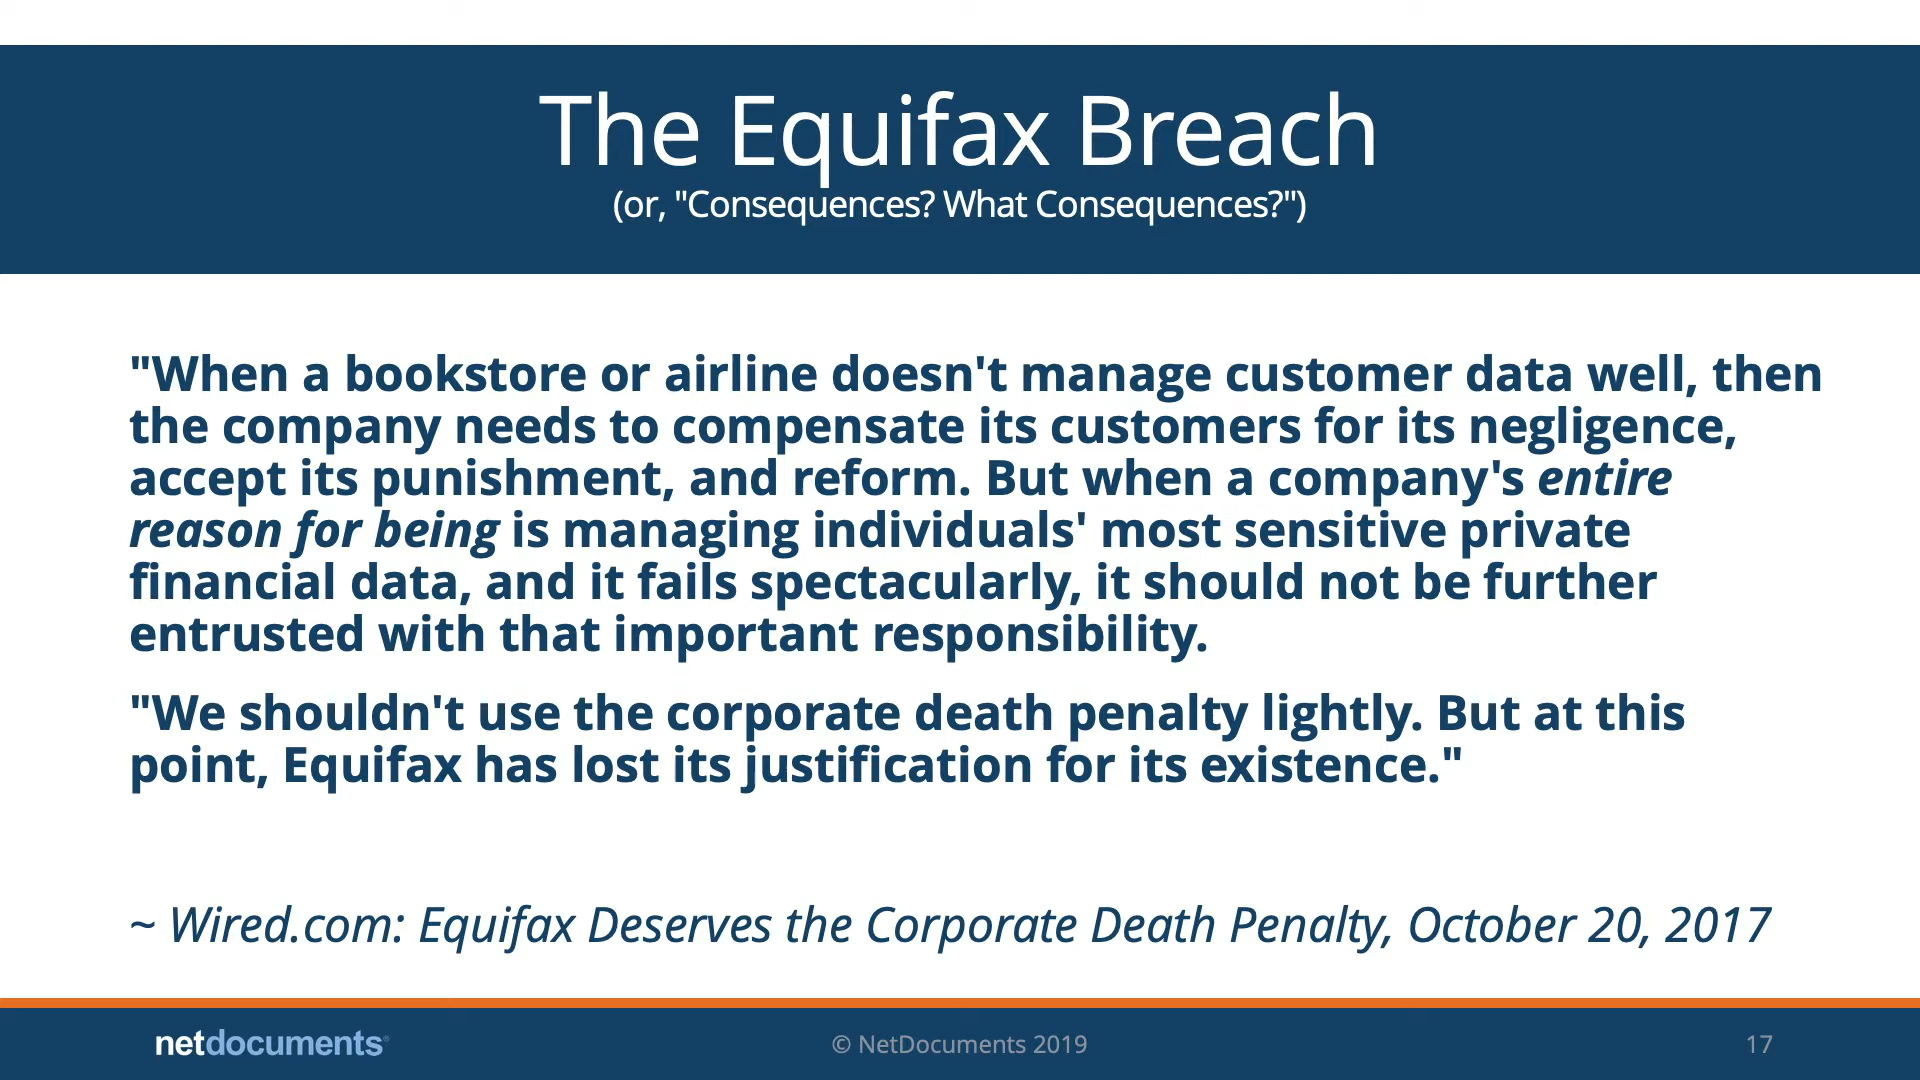 The Equifax Breach
(or, "Consequences? What Consequences?")
"When a bookstore or airline doesn't manage customer data well, then
the company needs to compensate its customers for its negligence,
accept its punishment, and reform. But when a company's entire
reason for being is managing individuals' most sensitive private
financial data, and it fails spectacularly, it should not be further
entrusted with that important responsibility.
"We shouldn't use the corporate death penalty lightly. But at this
point, Equifax has lost its justification for its existence."
~ Wired.com: Equifax Deserves the Corporate Death Penalty, October 20, 2017
netdocuments®
© NetDocuments 2019
17